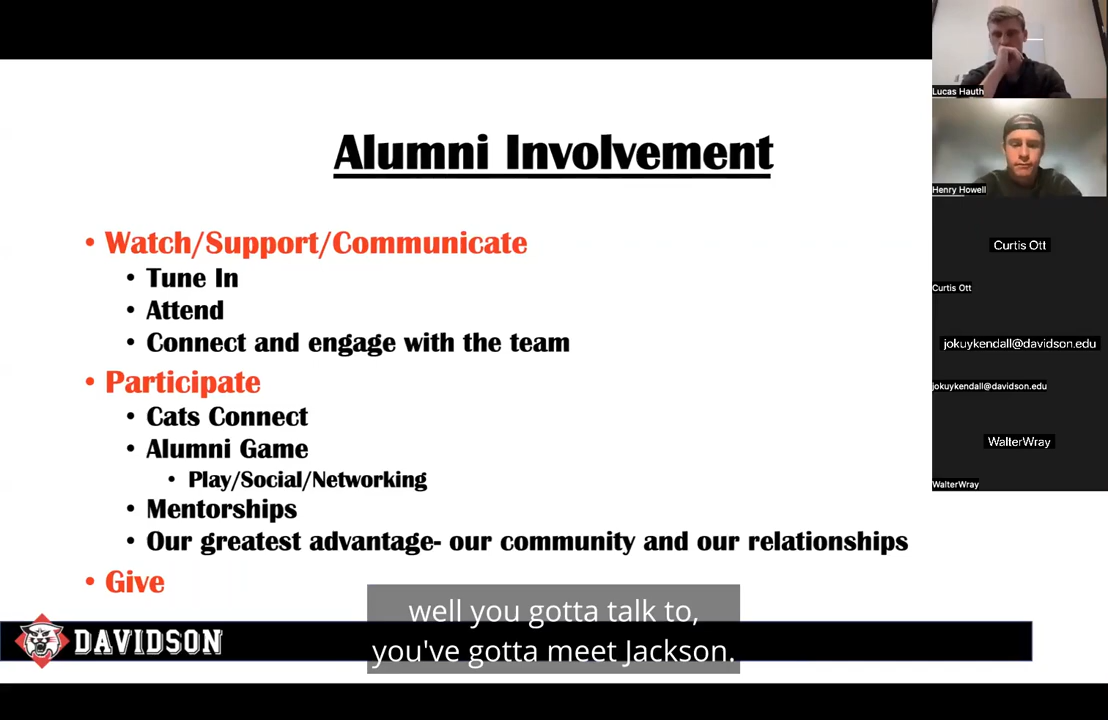 Alumni Involvement
• Watch/Support/Communicate
• Tune In
• Attend
• Connect and engage with the team
• Participate
• Cats Connect
• Alumni Game
• Play/Social/Networking
• Mentorships
• Our greatest advantage- our community and our relationships
• Give
DAVIDSON
well you gotta talk to,
you've gotta meet Jackson.
Lucas Hauth
Henry Howell
Curtis Ott
Curtis Ott
jokuykendall@davidson.edu
jokuykendall@davidson.edu
WalterWray
WalterWray